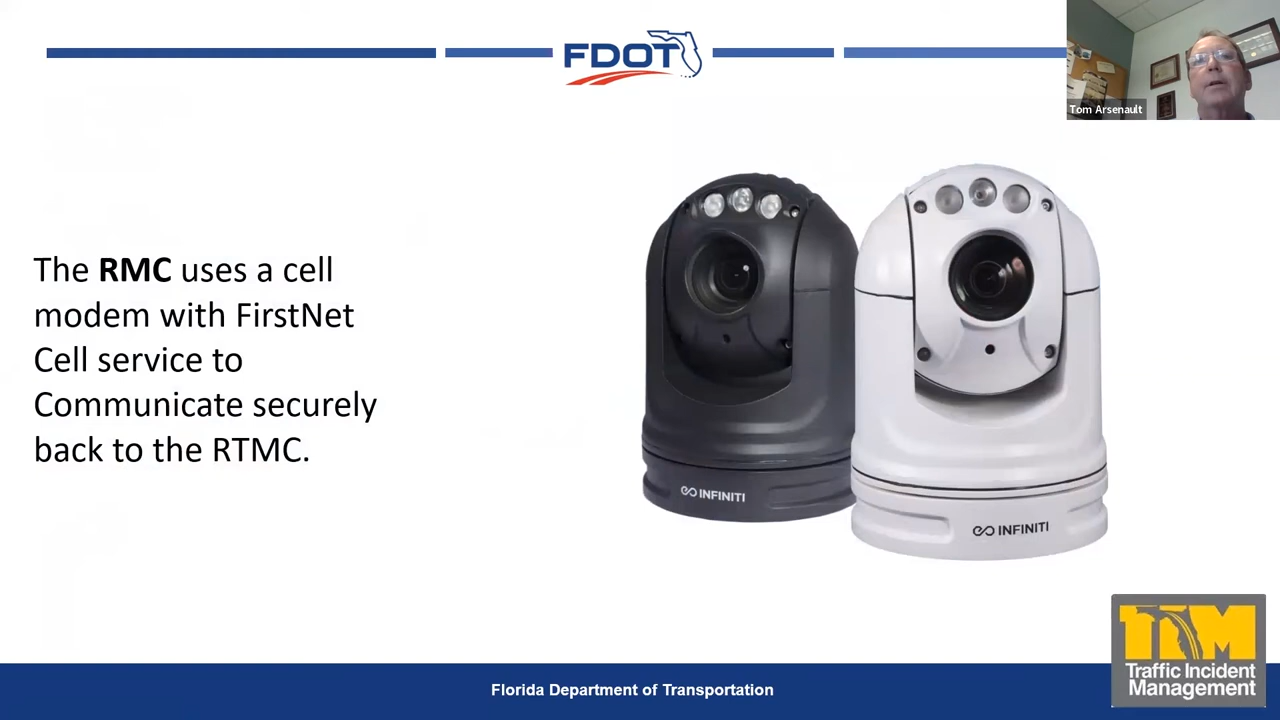 FDOT
Tom Arsenault
The RMC uses a cell
modem with FirstNet
Cell service to
Communicate securely
back to the RTMC.
INFINITI
INFINITI
TIM
Traffic Incident
Management
Florida Department of Transportation